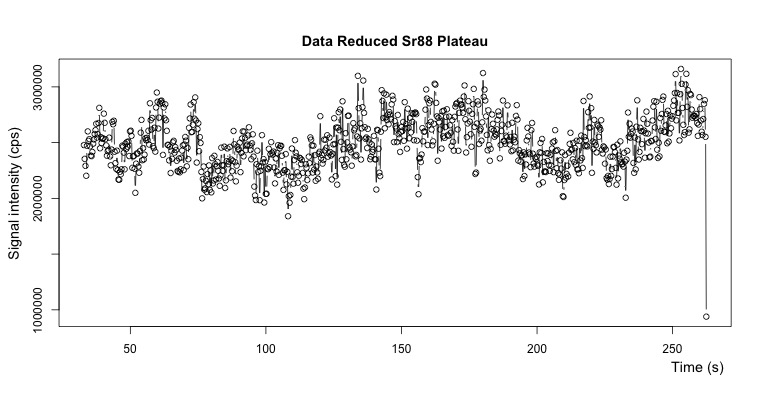 Data Reduced Sr88 Plateau
Signal intensity (cps)
3000000
2000000
1000000
50 100 150 200 250
Time (s)